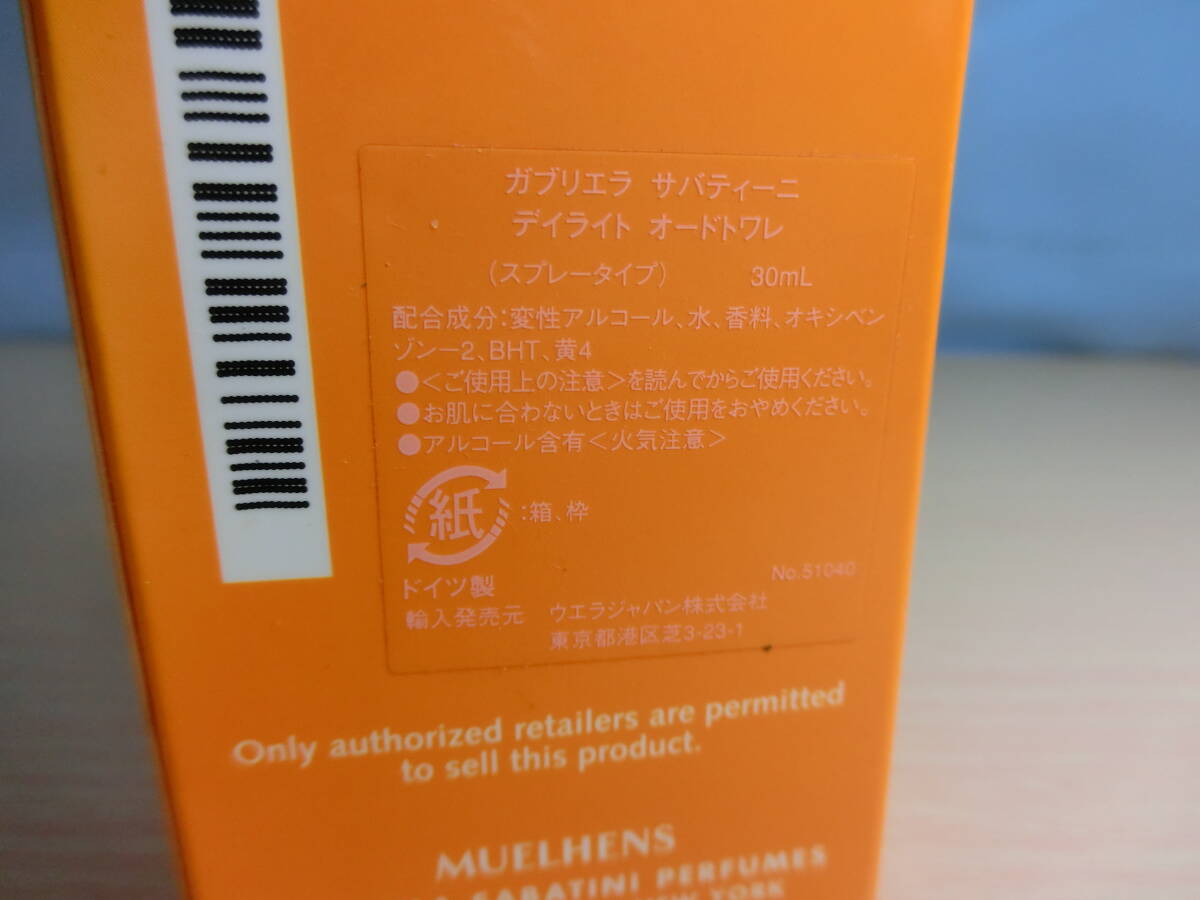 ガブリエラ サバティーニ
デイライト オードトワレ
(スプレータイプ) 30mL
配合成分:変性アルコール、水、香料、オキシベン
ゾン-2、BHT、黄4
●<ご使用上の注意>を読んでからご使用ください。
●お肌に合わないときはご使用をおやめください。
●アルコール含有<火気注意>
紙:箱、枠
ドイツ製 No.51040
輸入発売元 ウエラジャパン株式会社
東京都港区芝3-23-1
Only authorized retailers are permitted
to sell this product.
MUELHENS
SABATINI PERFUMES
NEW YORK